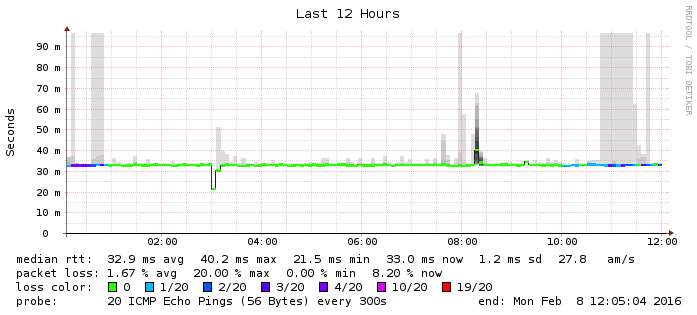 Last 12 Hours
RRDTOOL / TOBI OETIKER
Seconds
90 m
80 m
70 m
60 m
50 m
40 m
30 m
20 m
10 m
0
02:00 04:00 06:00 08:00 10:00 12:00
median rtt: 32.9 ms avg 40.2 ms max 21.5 ms min 33.0 ms now 1.2 ms sd 27.8 am/s
packet loss: 1.67 % avg 20.00 % max 0.00 % min 8.20 % now
loss color: 0 1/20 2/20 3/20 4/20 10/20 19/20
probe: 20 ICMP Echo Pings (56 Bytes) every 300s end: Mon Feb 8 12:05:04 2016